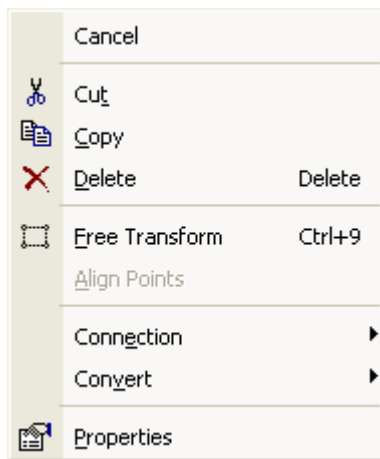 Cancel
Cut
Copy
Delete Delete
Free Transform Ctrl+9
Align Points
Connection
Convert
Properties